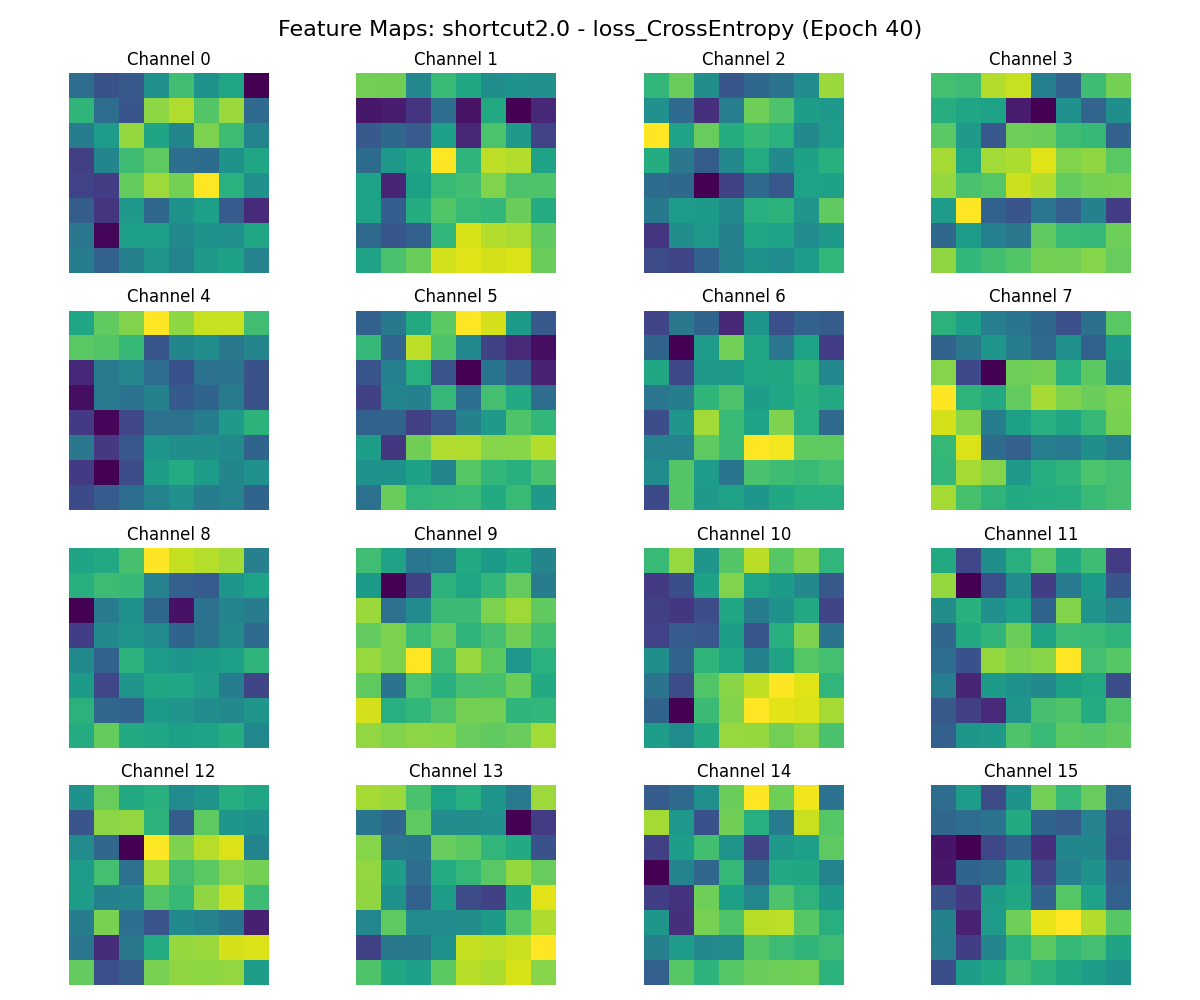 Feature Maps: shortcut2.0 - loss_CrossEntropy (Epoch 40)
Channel 0 Channel 1 Channel 2 Channel 3
Channel 4 Channel 5 Channel 6 Channel 7
Channel 8 Channel 9 Channel 10 Channel 11
Channel 12 Channel 13 Channel 14 Channel 15